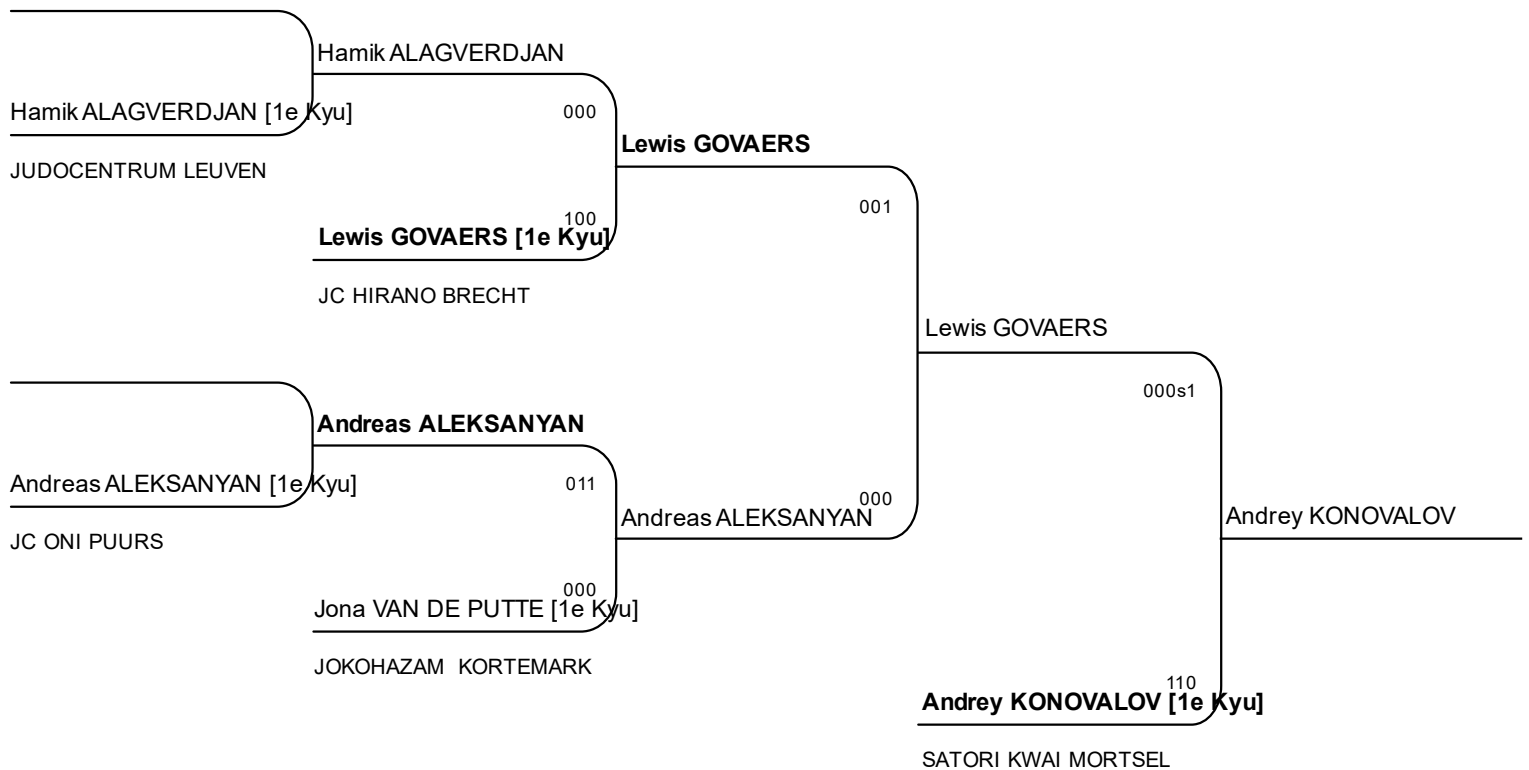 Hamik ALAGVERDJAN
Hamik ALAGVERDJAN [1e Kyu]
000
Lewis GOVAERS
JUDOCENTRUM LEUVEN
001
100
Lewis GOVAERS [1e Kyu]
JC HIRANO BRECHT
Lewis GOVAERS
000s1
Andreas ALEKSANYAN
Andreas ALEKSANYAN [1e Kyu]
011
000
Andreas ALEKSANYAN
Andrey KONOVALOV
JC ONI PUURS
000
Jona VAN DE PUTTE [1e Kyu]
JOKOHAZAM KORTEMARK
110
Andrey KONOVALOV [1e Kyu]
SATORI KWAI MORTSEL